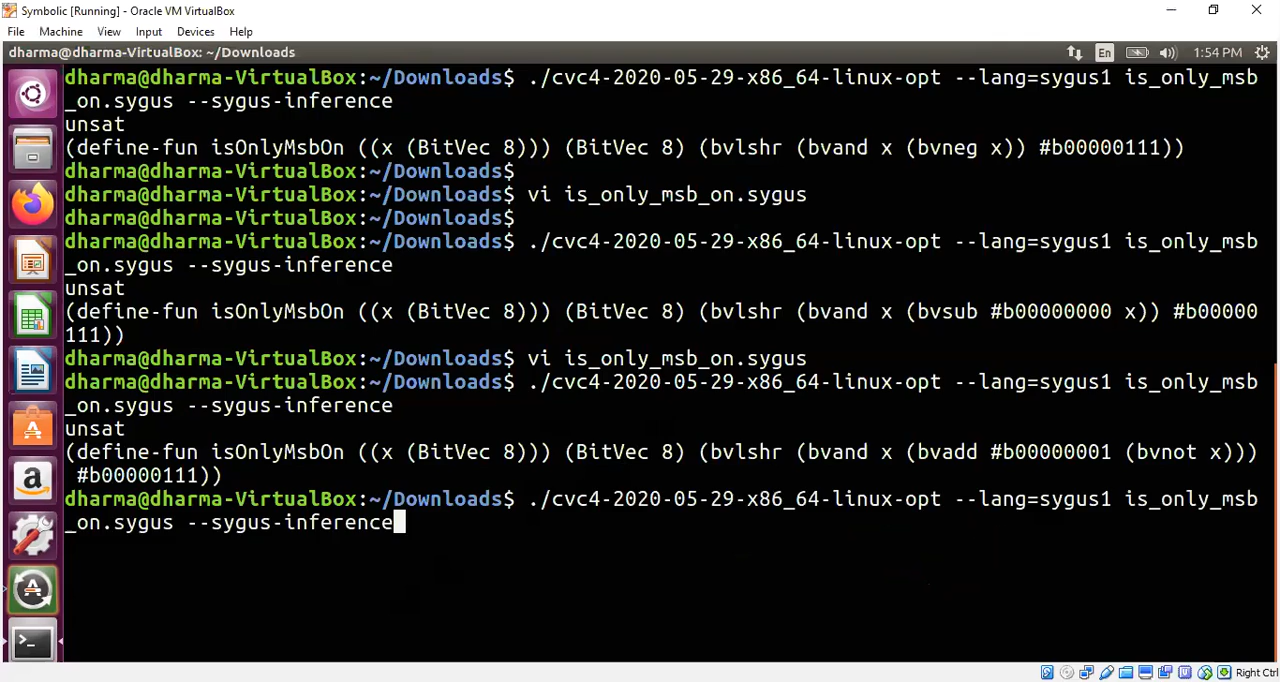 Symbolic [Running] - Oracle VM VirtualBox
File Machine View Input Devices Help
dharma@dharma-VirtualBox: ~/Downloads En 1:54 PM
dharma@dharma-VirtualBox:~/Downloads$ ./cvc4-2020-05-29-x86_64-linux-opt --lang=sygus1 is_only_msb
_on.sygus --sygus-inference
unsat
(define-fun isOnlyMsbOn ((x (BitVec 8))) (BitVec 8) (bvlshr (bvand x (bvneg x)) #b00000111))
dharma@dharma-VirtualBox:~/Downloads$
dharma@dharma-VirtualBox:~/Downloads$ vi is_only_msb_on.sygus
dharma@dharma-VirtualBox:~/Downloads$
dharma@dharma-VirtualBox:~/Downloads$ ./cvc4-2020-05-29-x86_64-linux-opt --lang=sygus1 is_only_msb
_on.sygus --sygus-inference
unsat
(define-fun isOnlyMsbOn ((x (BitVec 8))) (BitVec 8) (bvlshr (bvand x (bvsub #b00000000 x)) #b00000
111))
dharma@dharma-VirtualBox:~/Downloads$ vi is_only_msb_on.sygus
dharma@dharma-VirtualBox:~/Downloads$ ./cvc4-2020-05-29-x86_64-linux-opt --lang=sygus1 is_only_msb
_on.sygus --sygus-inference
unsat
(define-fun isOnlyMsbOn ((x (BitVec 8))) (BitVec 8) (bvlshr (bvand x (bvadd #b00000001 (bvnot x)))
 #b00000111))
dharma@dharma-VirtualBox:~/Downloads$ ./cvc4-2020-05-29-x86_64-linux-opt --lang=sygus1 is_only_msb
_on.sygus --sygus-inference
Right Ctrl